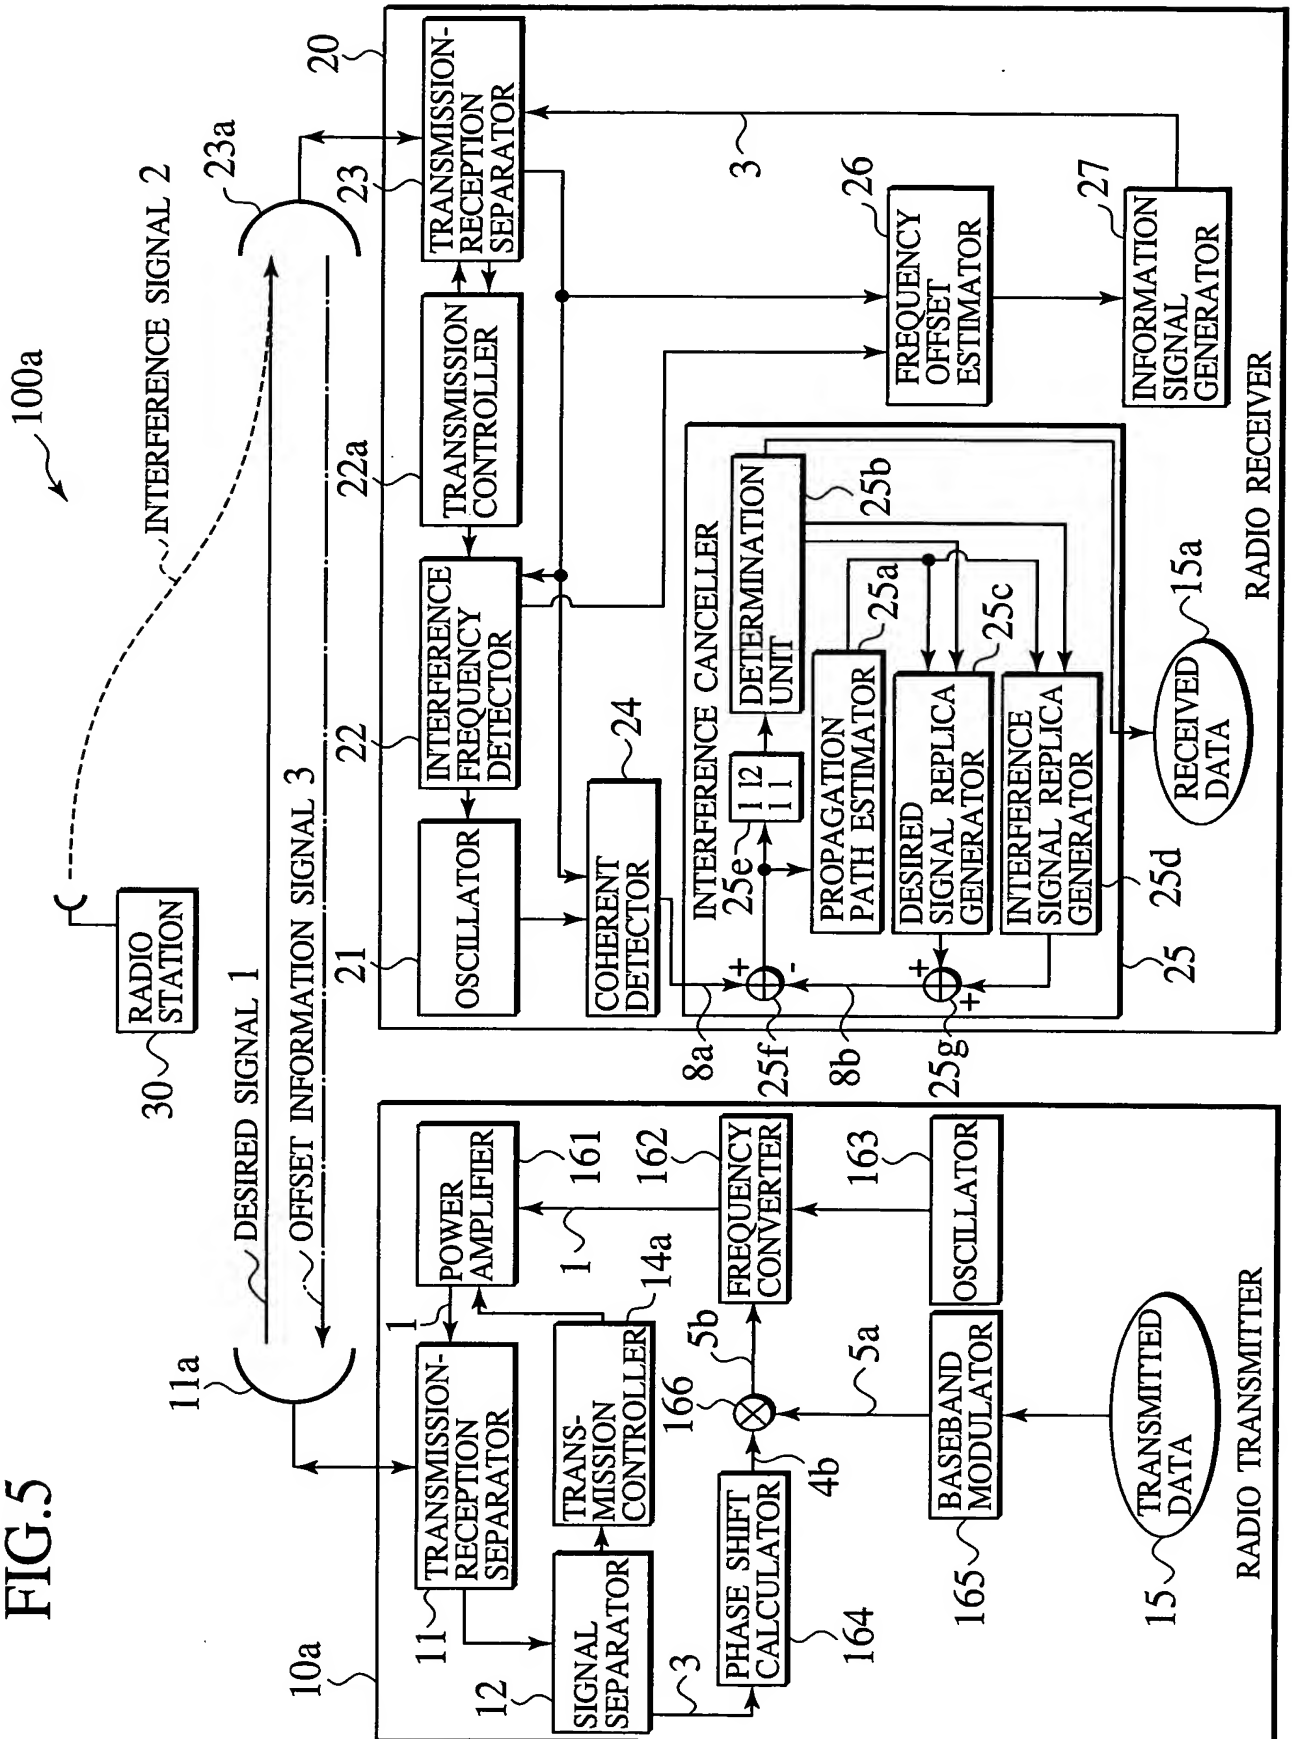 FIG.5
100a
INTERFERENCE SIGNAL 2
RADIO
STATION
30
DESIRED SIGNAL 1
OFFSET INFORMATION SIGNAL 3
11a
23a
10a
TRANSMISSION-
RECEPTION
SEPARATOR
11
1
POWER
AMPLIFIER
161
SIGNAL
SEPARATOR
12
TRANS-
MISSION
CONTROLLER
14a
1
3
PHASE SHIFT
CALCULATOR
164
4b
166
5b
FREQUENCY
CONVERTER
162
5a
BASEBAND
MODULATOR
165
OSCILLATOR
163
TRANSMITTED
DATA
15
RADIO TRANSMITTER
20
OSCILLATOR
21
INTERFERENCE
FREQUENCY
DETECTOR
22
TRANSMISSION
CONTROLLER
22a
TRANSMISSION-
RECEPTION
SEPARATOR
23
COHERENT
DETECTOR
24
8a
INTERFERENCE CANCELLER
25e
1 12
1 1
DETERMINATION
UNIT
25b
+
-
25f
PROPAGATION
PATH ESTIMATOR
25a
8b
DESIRED
SIGNAL REPLICA
GENERATOR
25c
+
+
25g
INTERFERENCE
SIGNAL REPLICA
GENERATOR
25d
25
FREQUENCY
OFFSET
ESTIMATOR
26
3
INFORMATION
SIGNAL
GENERATOR
27
RECEIVED
DATA
15a
RADIO RECEIVER